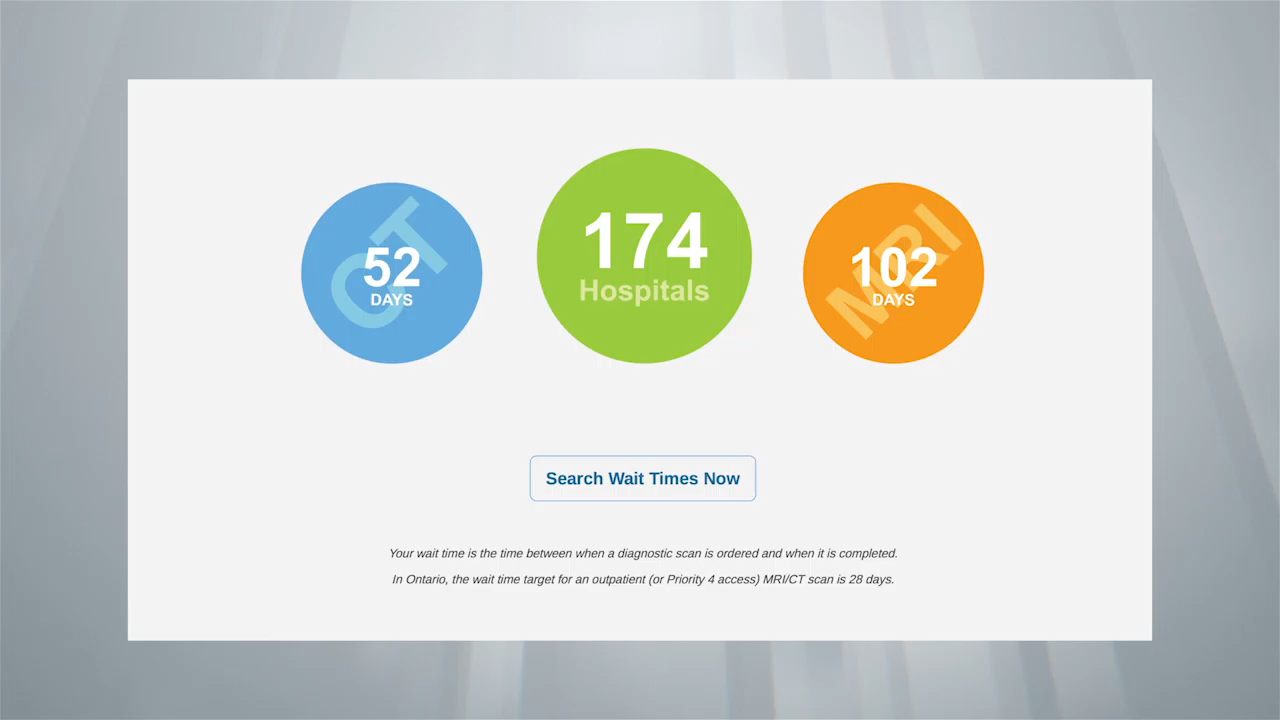 CT
52
DAYS
174
Hospitals
MRI
102
DAYS
Search Wait Times Now
Your wait time is the time between when a diagnostic scan is ordered and when it is completed.
In Ontario, the wait time target for an outpatient (or Priority 4 access) MRI/CT scan is 28 days.